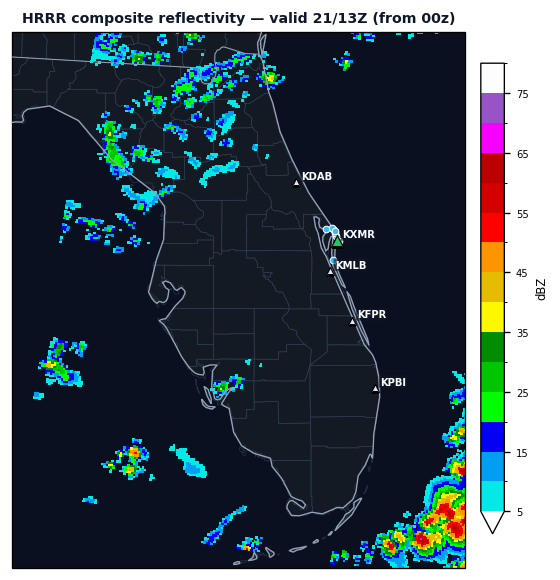 HRRR composite reflectivity — valid 21/13Z (from 00z)
75
65
55
45
35
25
15
5
dBZ
KDAB
KXMR
KMLB
KFPR
KPBI